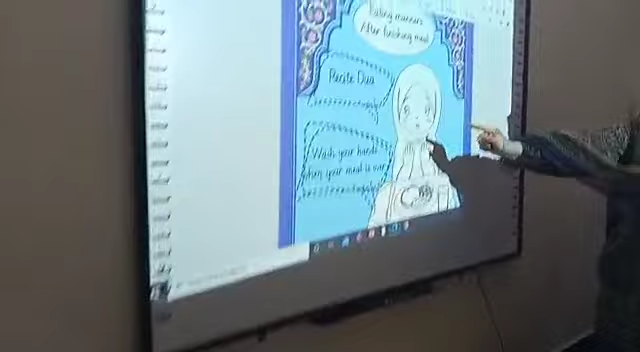 Eating manners
After finishing meal
Recite Dua
Wash your hands
when your meal is over